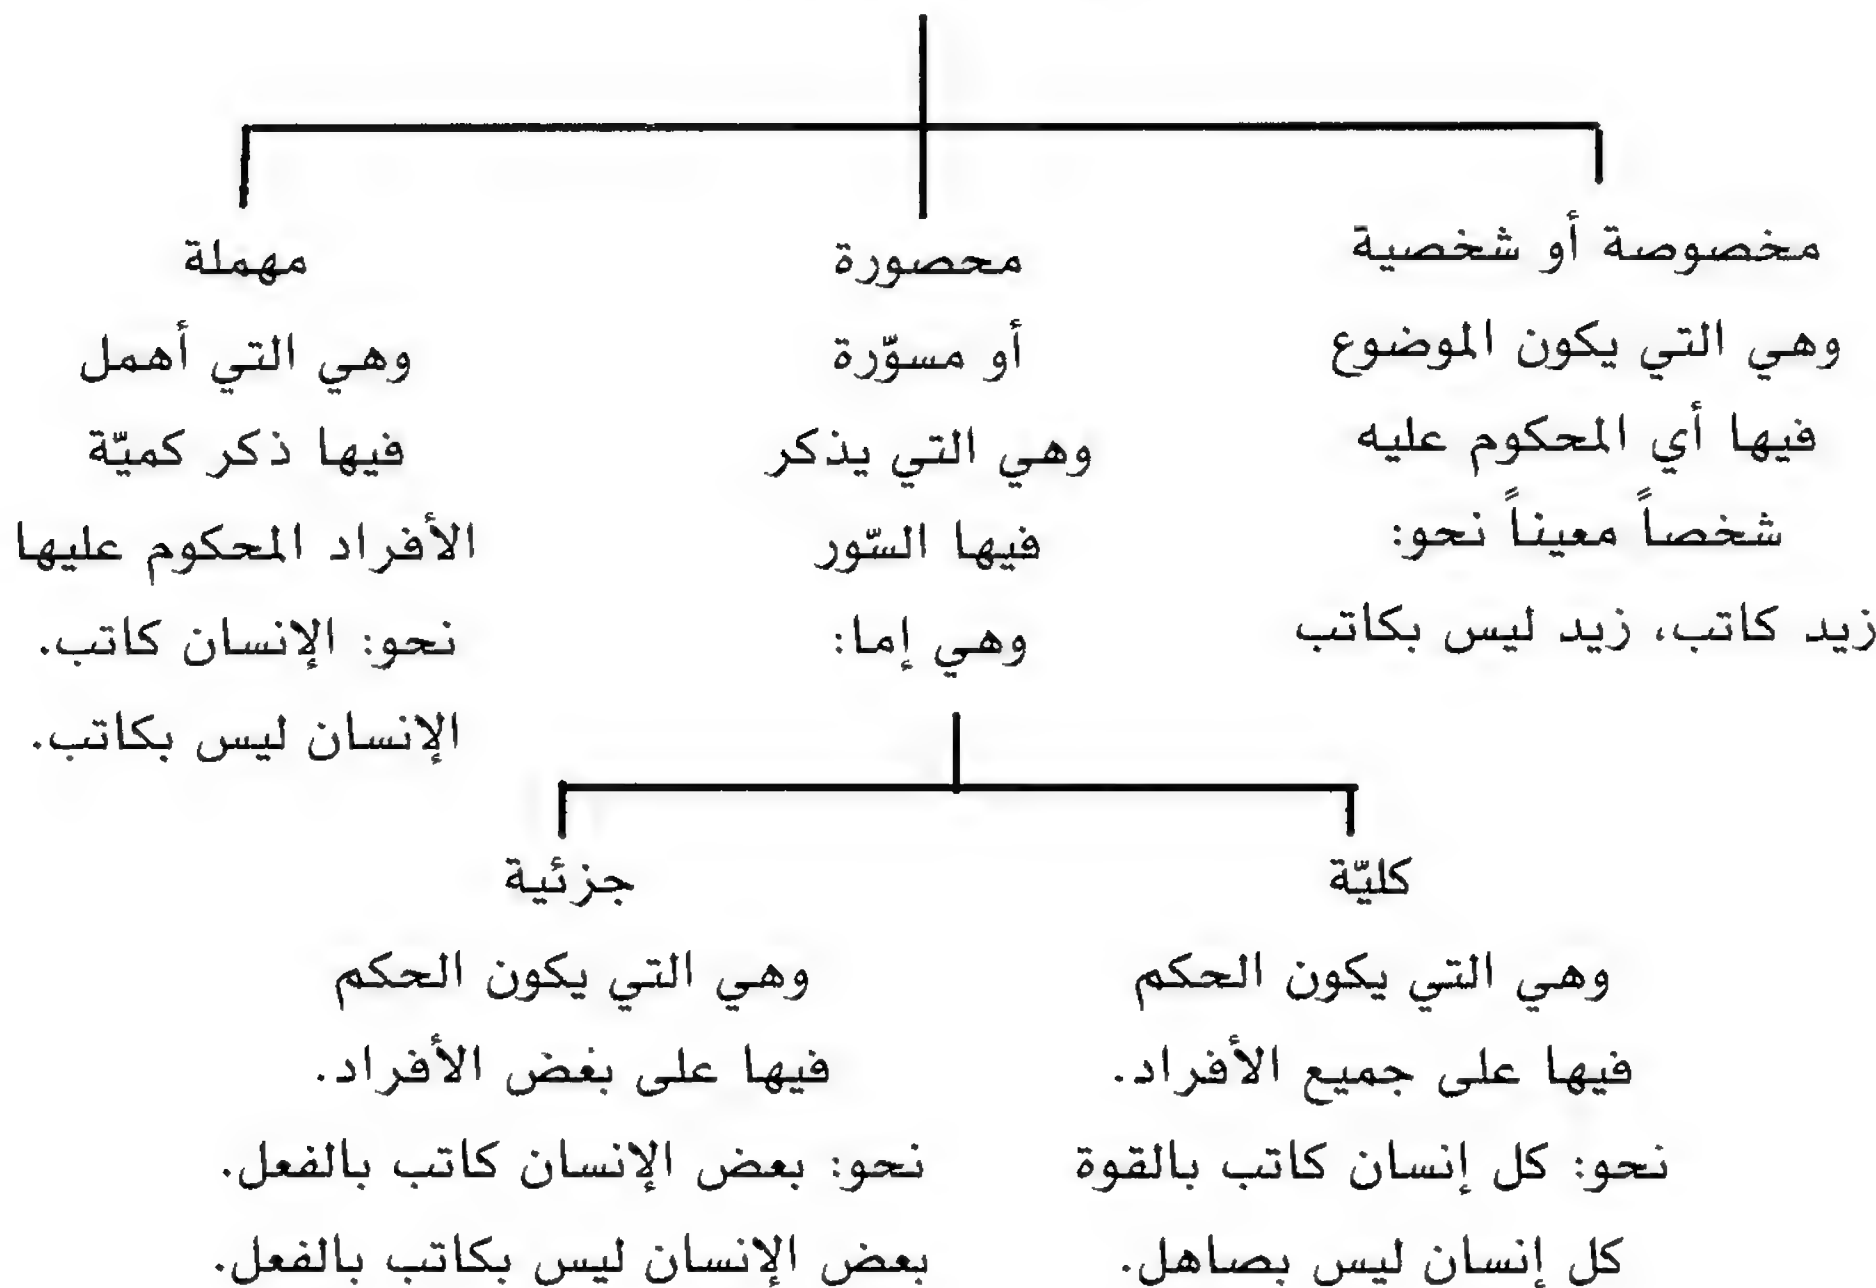 مخصوصة أو شخصية
وهي التي يكون الموضوع
فيها أي المحكوم عليه
شخصاً معيناً نحو:
زيد كاتب، زيد ليس بكاتب
محصورة
أو مسوّرة
وهي التي يذكر
فيها السّور
وهي إما:
مهملة
وهي التي أهمل
فيها ذكر كميّة
الأفراد المحكوم عليها
نحو: الإنسان كاتب.
الإنسان ليس بكاتب.
كليّة
وهي التي يكون الحكم
فيها على جميع الأفراد.
نحو: كل إنسان كاتب بالقوة
كل إنسان ليس بصاهل.
جزئية
وهي التي يكون الحكم
فيها على بغض الأفراد.
نحو: بعض الإنسان كاتب بالفعل.
بعض الإنسان ليس بكاتب بالفعل.